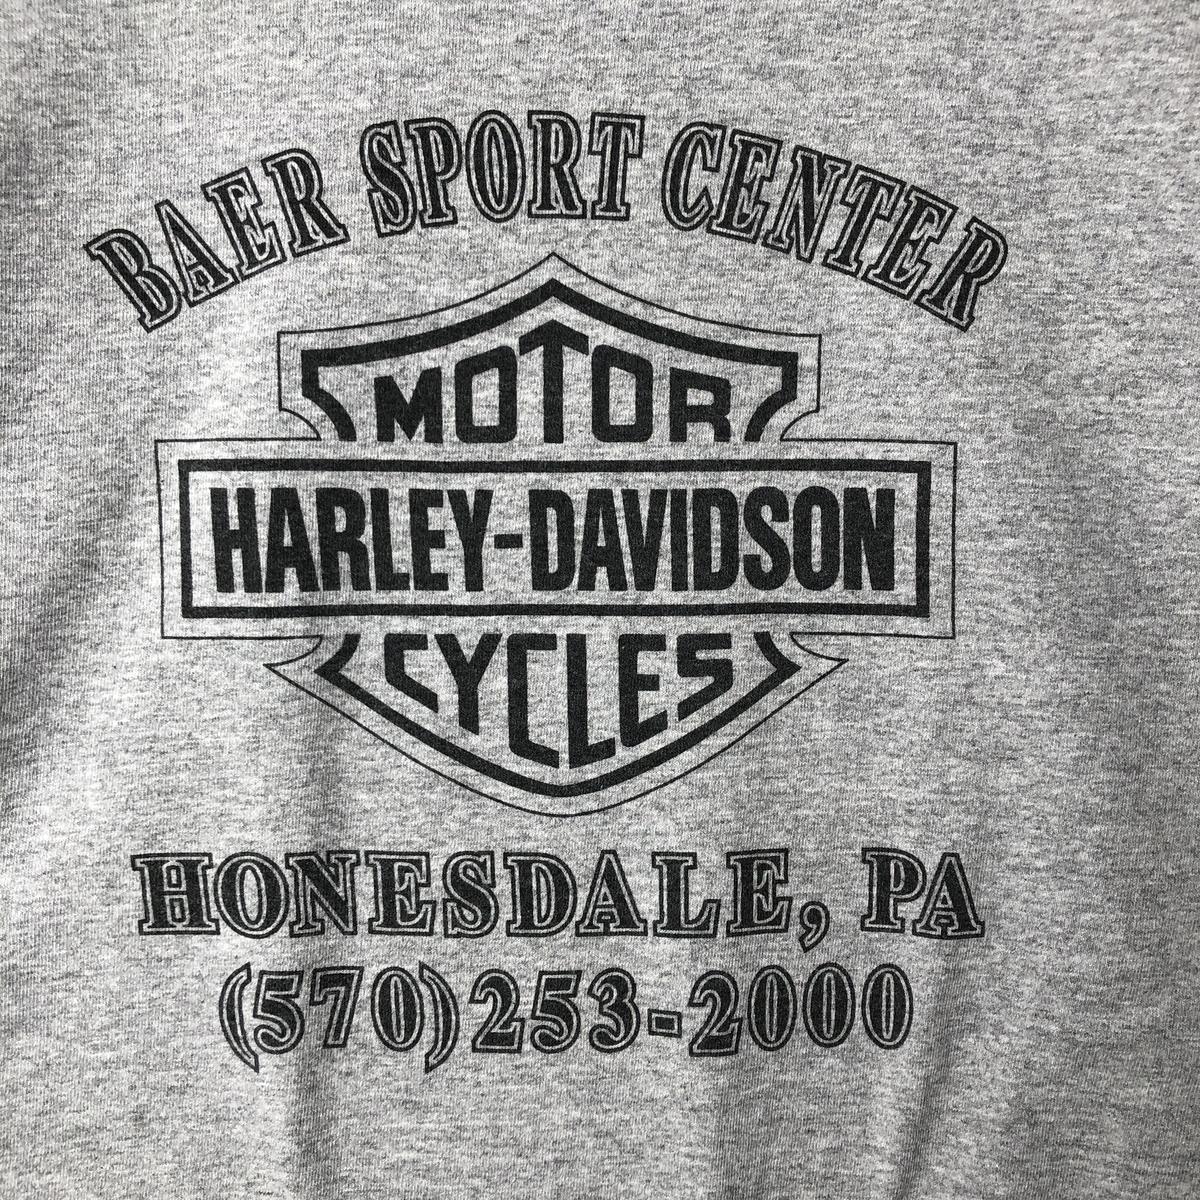 BAER SPORT CENTER
MOTOR
HARLEY-DAVIDSON
CYCLES
HONESDALE, PA
(570)253-2000